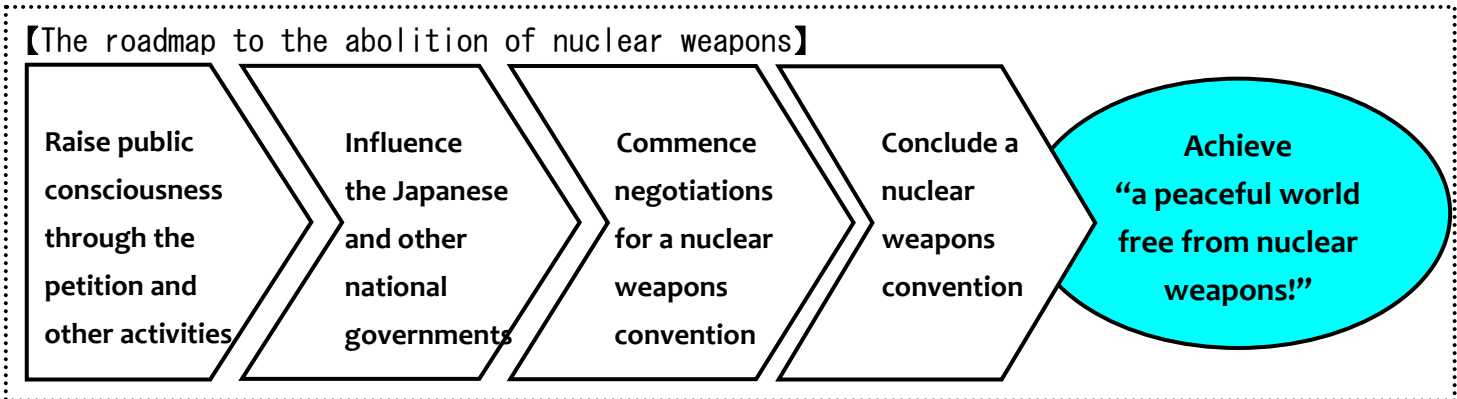 【The roadmap to the abolition of nuclear weapons】
Raise public
consciousness
through the
petition and
other activities
Influence
the Japanese
and other
national
governments
Commence
negotiations
for a nuclear
weapons
convention
Conclude a
nuclear
weapons
convention
Achieve
“a peaceful world
free from nuclear
weapons!”